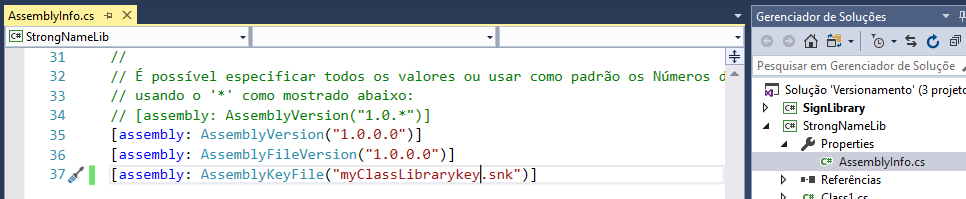 AssemblyInfo.cs
StrongNameLib
31 //
32 // É possível especificar todos os valores ou usar como padrão os Números d
33 // usando o '*' como mostrado abaixo:
34 // [assembly: AssemblyVersion("1.0.*")]
35 [assembly: AssemblyVersion("1.0.0.0")]
36 [assembly: AssemblyFileVersion("1.0.0.0")]
37 [assembly: AssemblyKeyFile("myClassLibrarykey.snk")]
Gerenciador de Soluções
Pesquisar em Gerenciador de Soluçõe
Solução 'Versionamento' (3 projeto
C# SignLibrary
C# StrongNameLib
Properties
C# AssemblyInfo.cs
Referências
C# Class1.cs